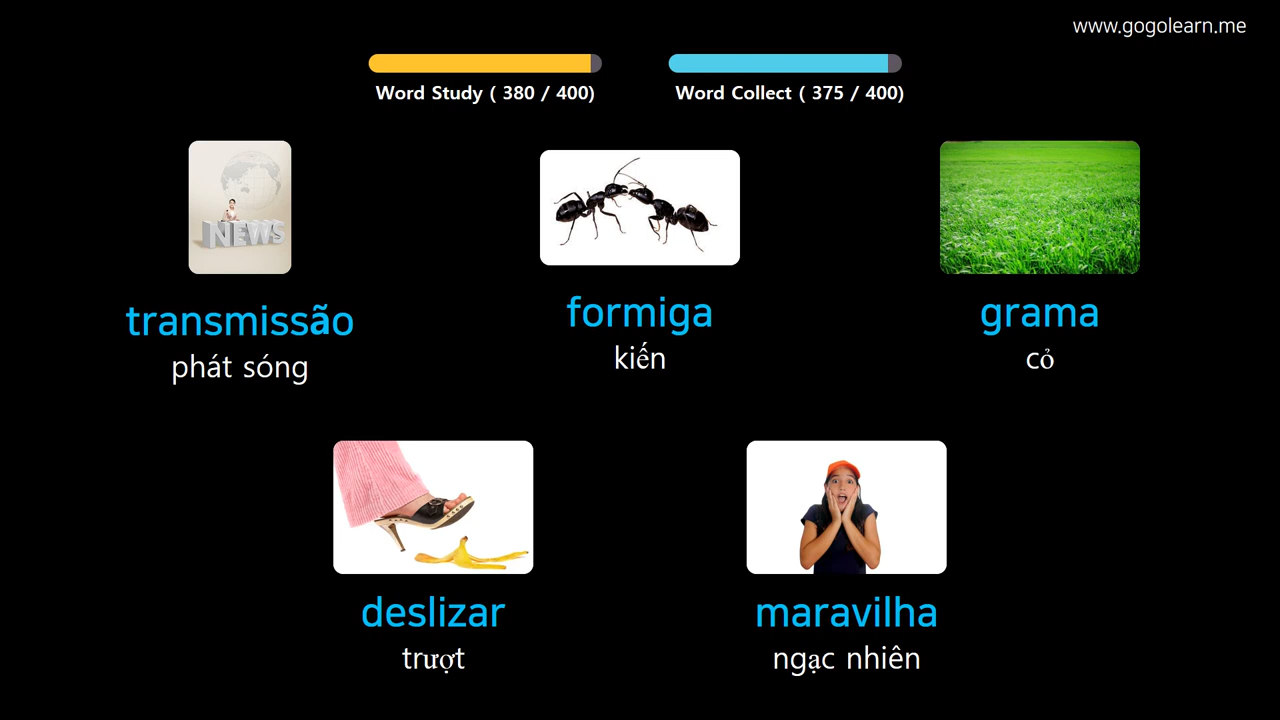 www.gogolearn.me
Word Study ( 380 / 400)
Word Collect ( 375 / 400)
NEWS
transmissão
phát sóng
formiga
kiến
grama
cỏ
deslizar
trượt
maravilha
ngạc nhiên